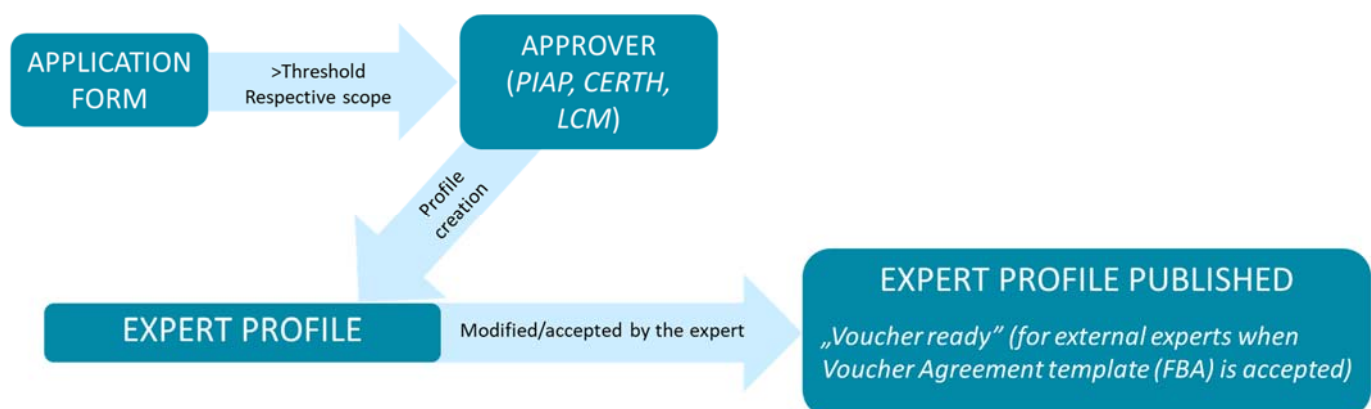 APPLICATION
FORM
>Threshold
Respective scope
APPROVER
(PIAP, CERTH,
LCM)
Profile
creation
EXPERT PROFILE
Modified/accepted by the expert
EXPERT PROFILE PUBLISHED
„Voucher ready” (for external experts when
Voucher Agreement template (FBA) is accepted)